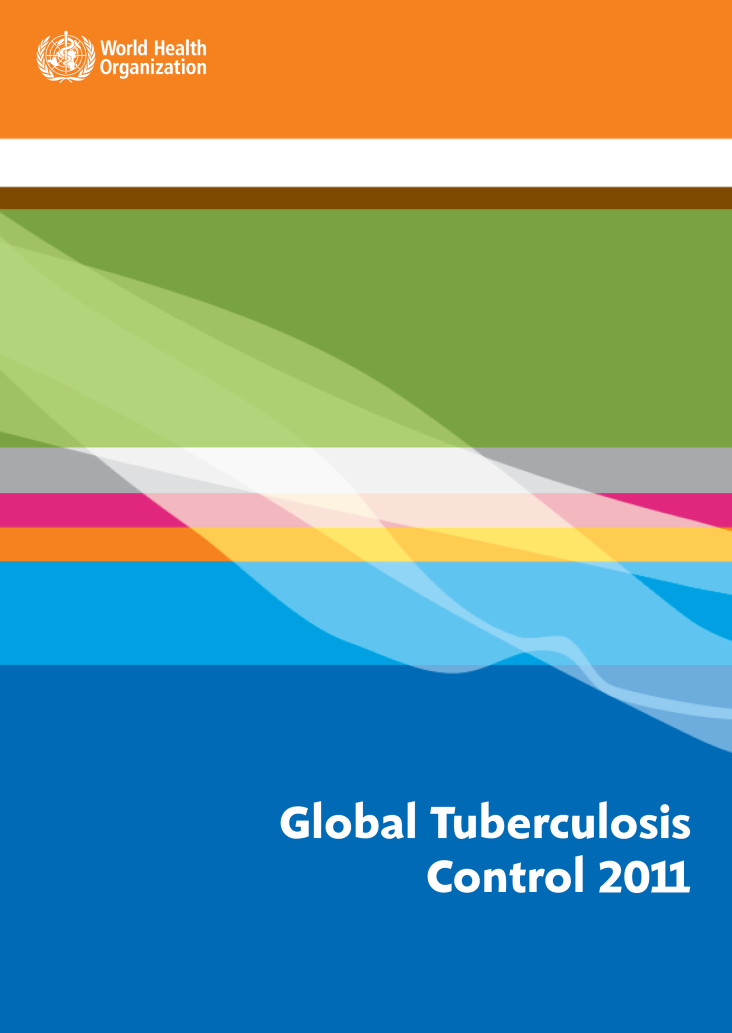 World Health
Organization
Global Tuberculosis
Control 2011